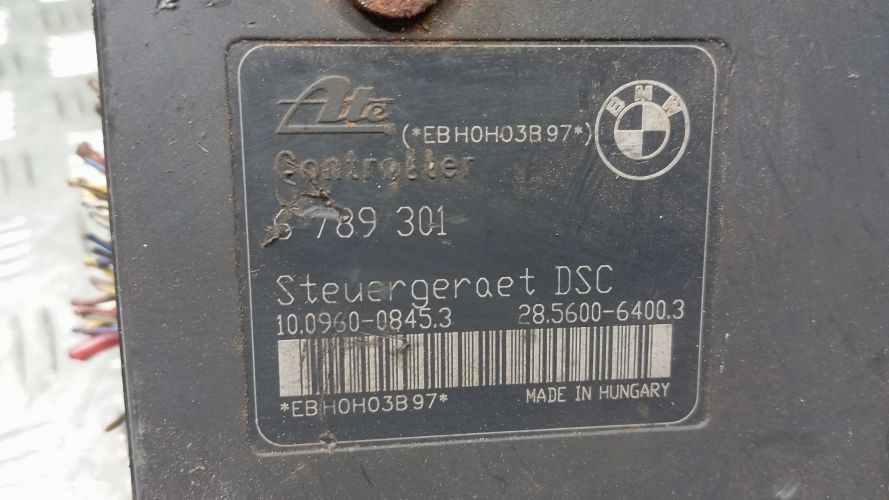 Ate
BMW
(*EBH0H03B97*)
Controller
6 789 301
Steuergeraet DSC
10.0960-0845.3 28.5600-6400.3
*EBH0H03B97* MADE IN HUNGARY